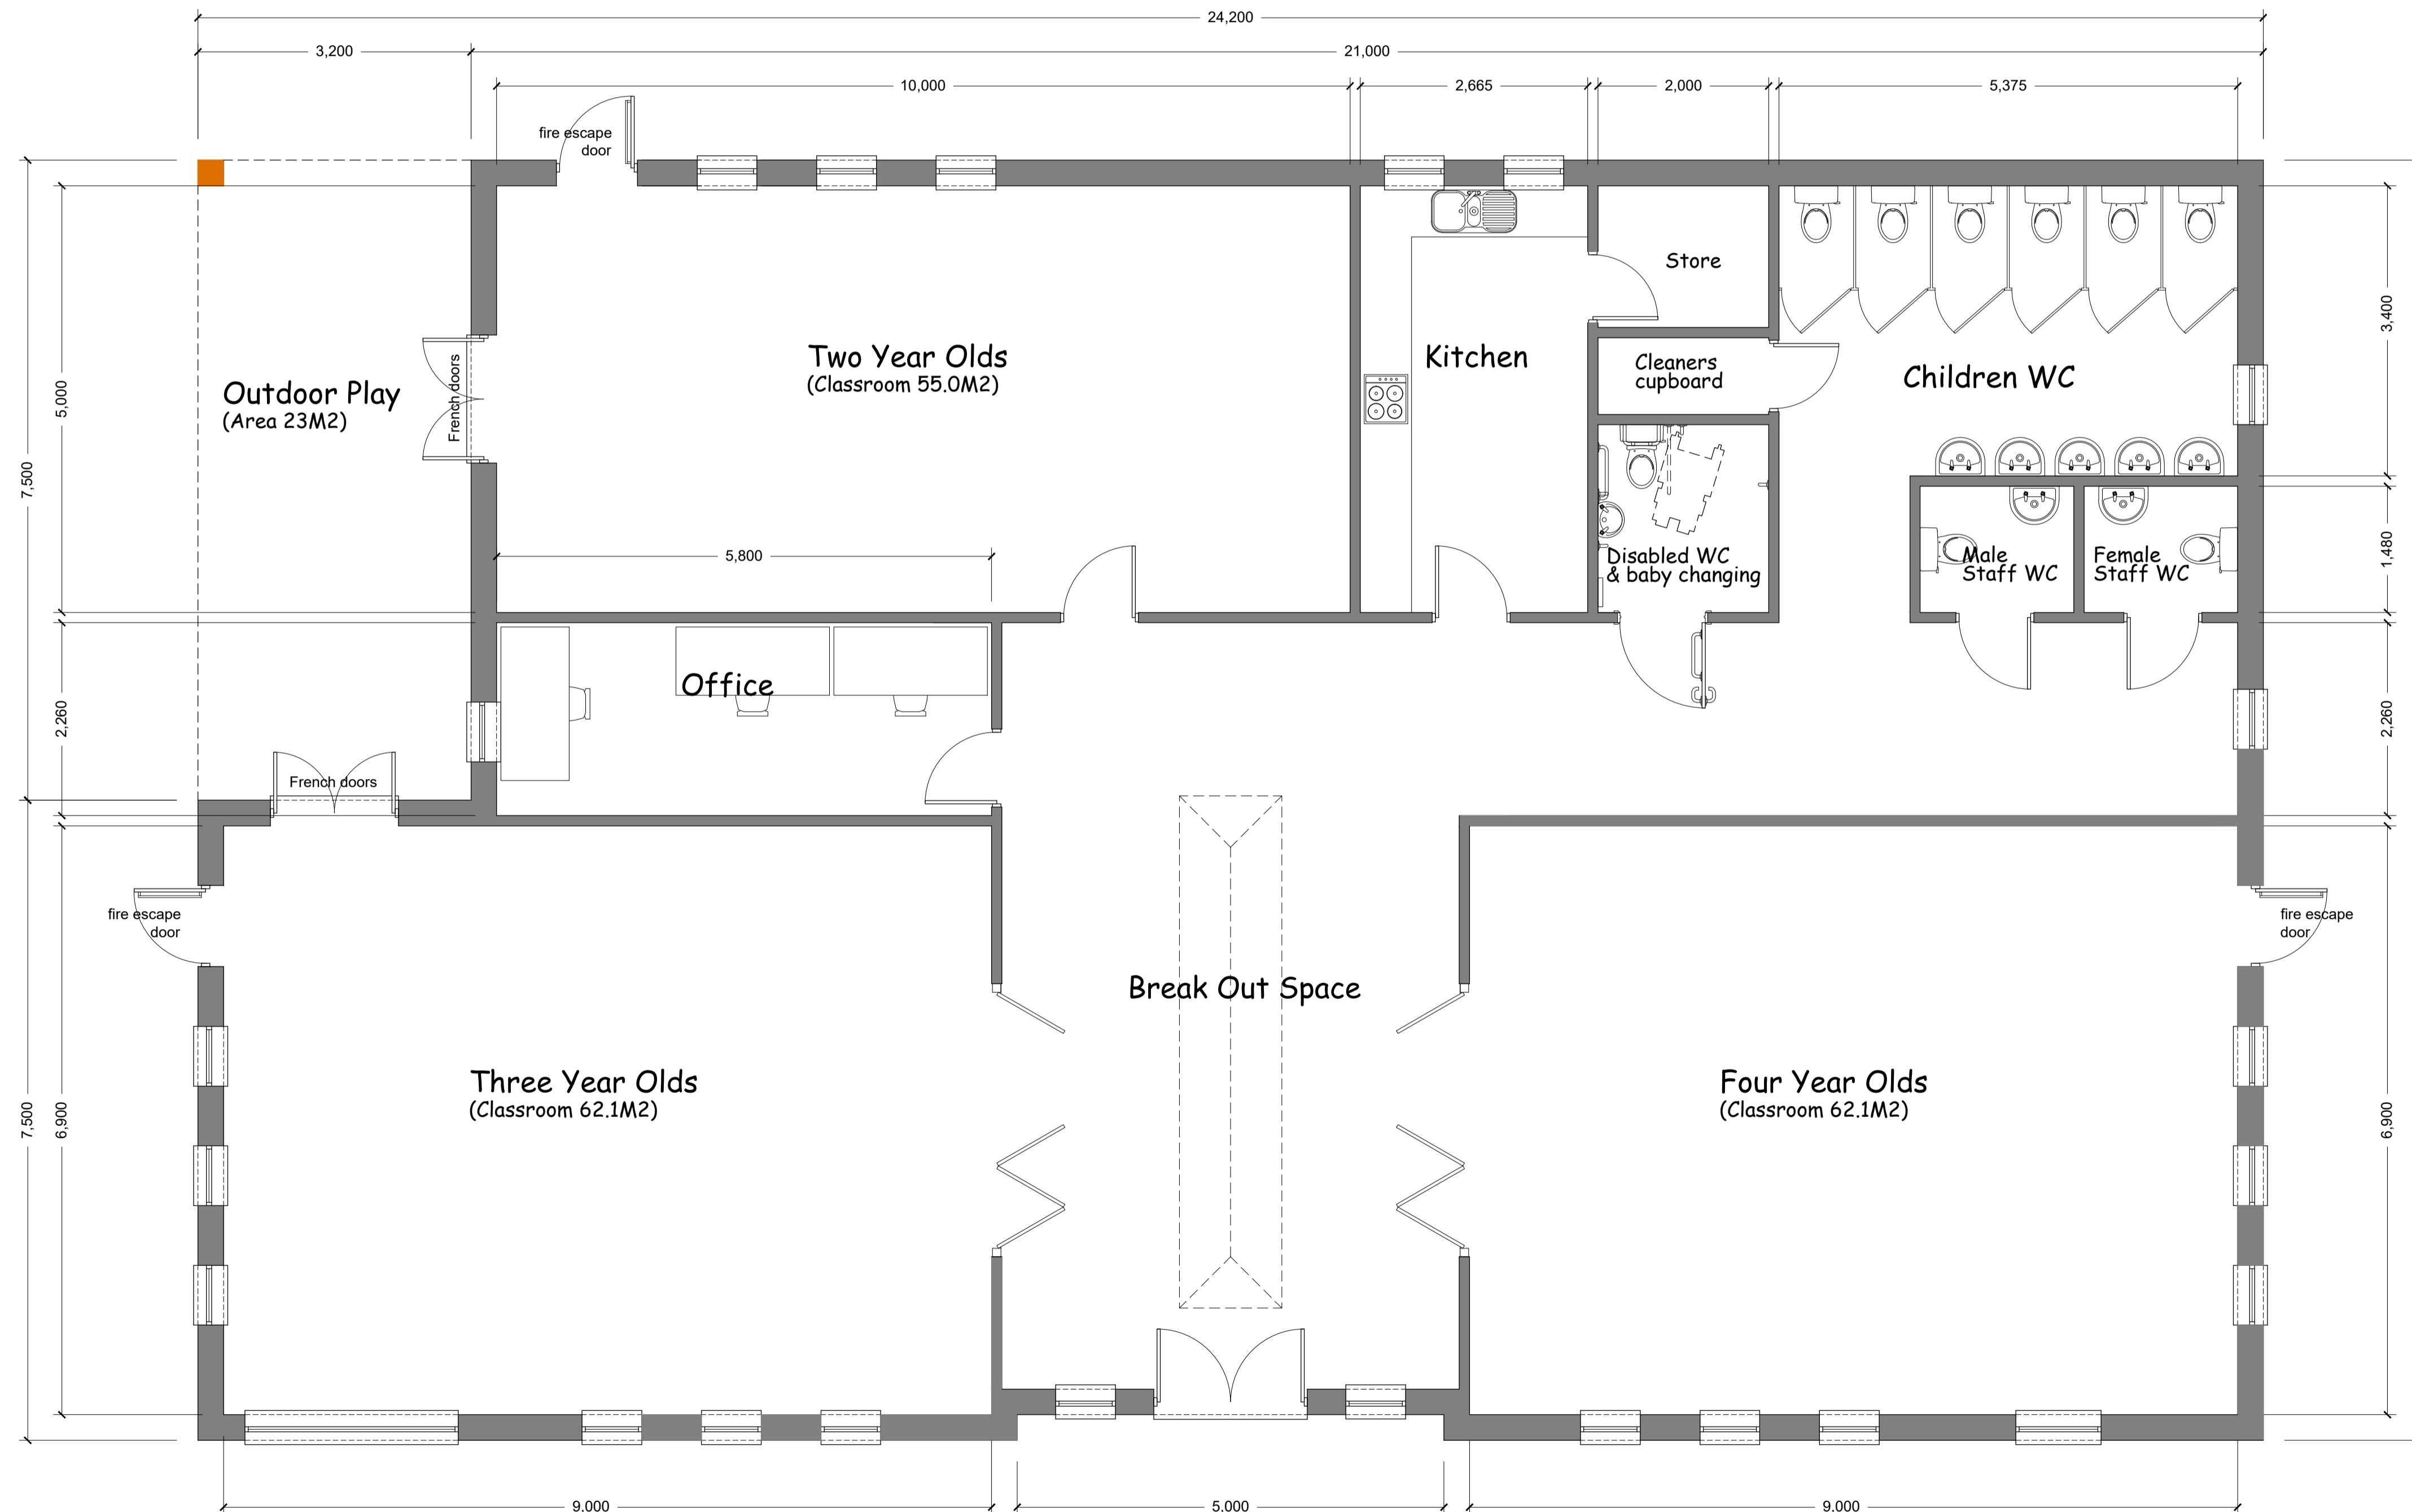 24,200
3,200
21,000
10,000
2,665
2,000
5,375
fire escape
door
Store
Two Year Olds
(Classroom 55.0M2)
Kitchen
Cleaners
cupboard
Children WC
Outdoor Play
(Area 23M2)
French doors
5,000
7,500
3,400
5,800
Disabled WC
& baby changing
Male
Staff WC
Female
Staff WC
1,480
Office
2,260
2,260
French doors
fire escape
door
fire escape
door
Break Out Space
Three Year Olds
(Classroom 62.1M2)
Four Year Olds
(Classroom 62.1M2)
7,500
6,900
6,900
9,000
5,000
9,000